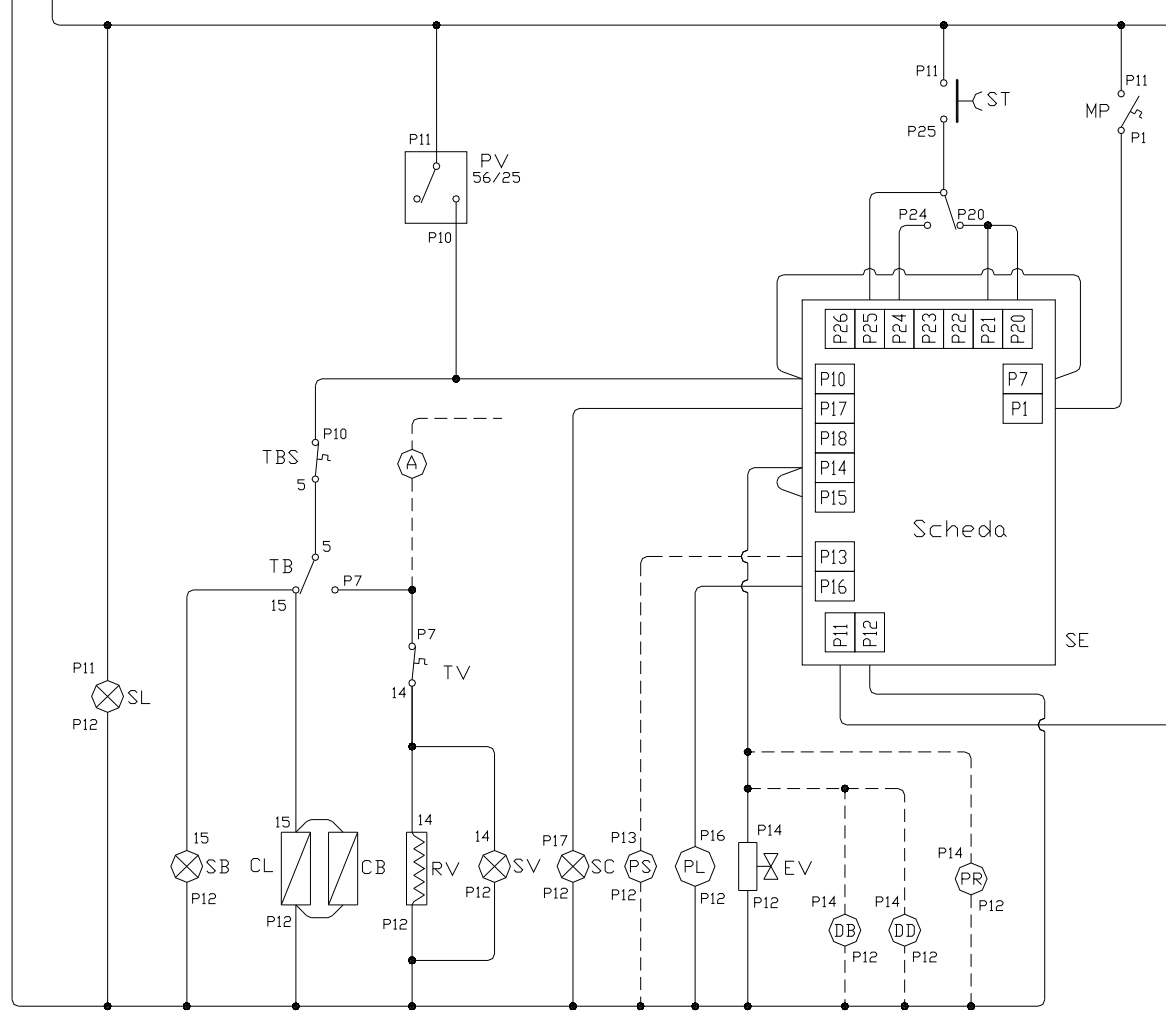 P11
ST
P11
MP
P25
P1
P11
PV
56/25
P24
P20
P10
P26
P25
P24
P23
P22
P21
P20
P10
P7
P17
P1
P10
P18
TBS
A
P14
5
P15
Scheda
5
P13
TB
P7
P16
15
P11
P12
SE
P7
TV
14
P11
SL
P12
15
14
15
14
P17
P13
P16
P14
SB
CL
CB
RV
SV
SC
PS
PL
EV
P14
PR
P12
P12
P12
P12
P12
P12
P12
P12
P12
P14
P14
DB
DD
P12
P12